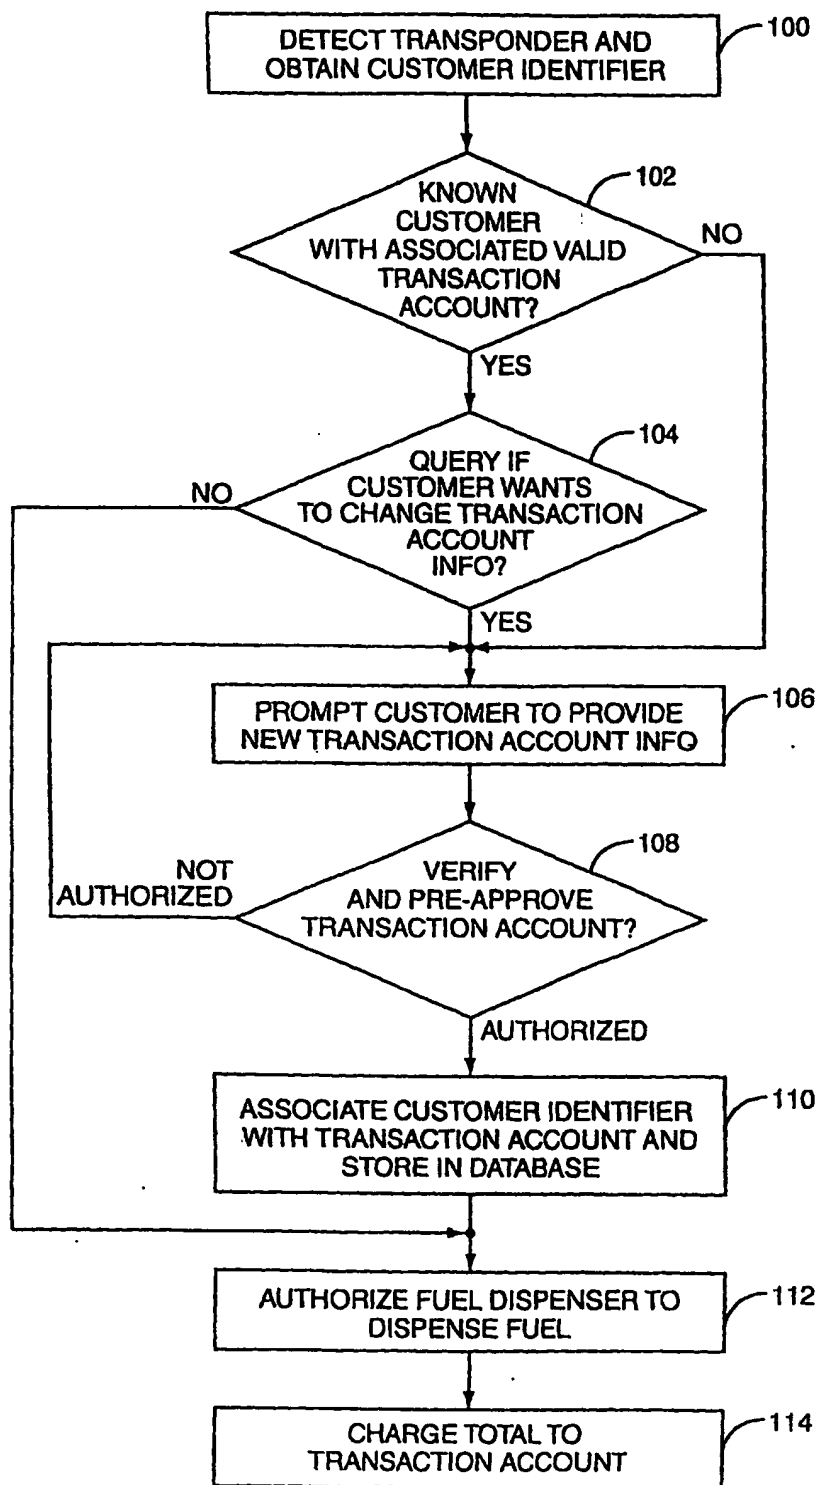 DETECT TRANSPONDER AND
OBTAIN CUSTOMER IDENTIFIER
100
KNOWN
CUSTOMER
WITH ASSOCIATED VALID
TRANSACTION
ACCOUNT?
102
NO
YES
QUERY IF
CUSTOMER WANTS
TO CHANGE TRANSACTION
ACCOUNT
INFO?
104
NO
YES
PROMPT CUSTOMER TO PROVIDE
NEW TRANSACTION ACCOUNT INFO
106
VERIFY
AND PRE-APPROVE
TRANSACTION ACCOUNT?
108
NOT
AUTHORIZED
AUTHORIZED
ASSOCIATE CUSTOMER IDENTIFIER
WITH TRANSACTION ACCOUNT AND
STORE IN DATABASE
110
AUTHORIZE FUEL DISPENSER TO
DISPENSE FUEL
112
CHARGE TOTAL TO
TRANSACTION ACCOUNT
114